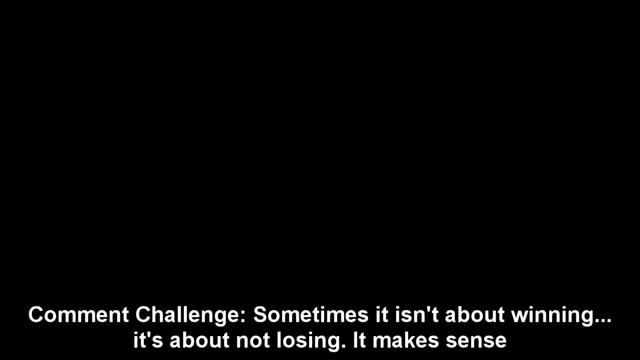 Comment Challenge: Sometimes it isn't about winning...
it's about not losing. It makes sense